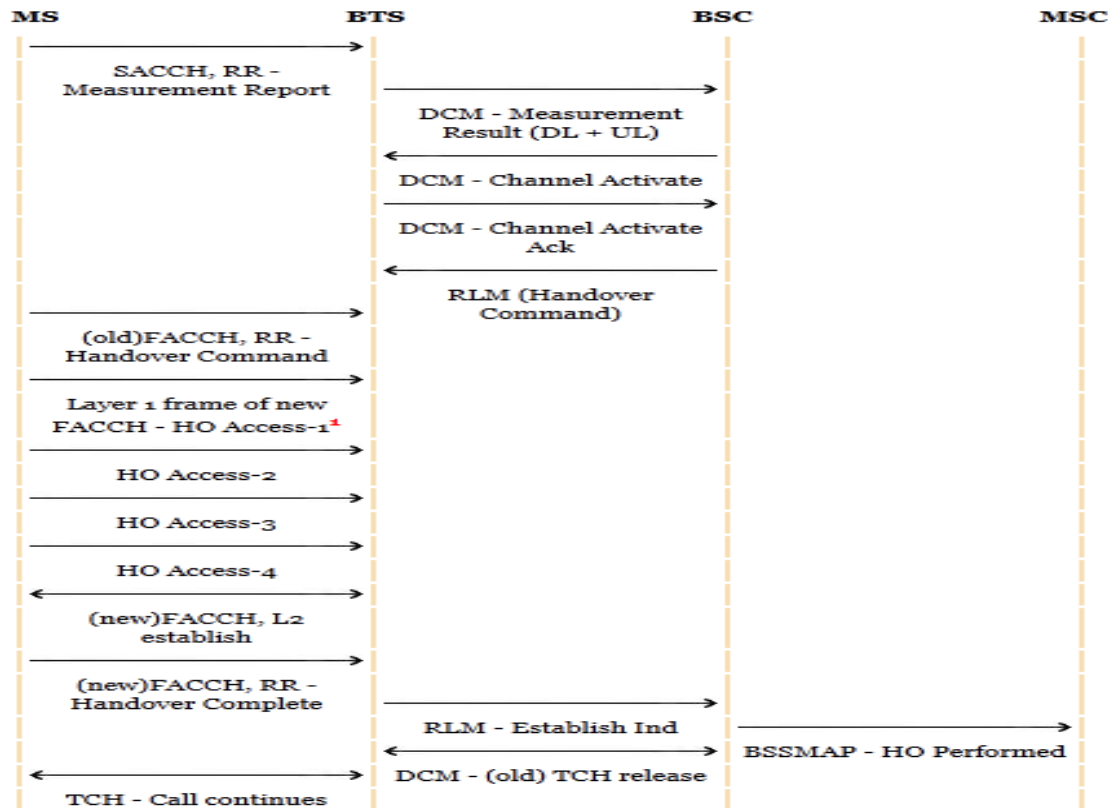 MS BTS BSC MSC
SACCH, RR -
Measurement Report
DCM - Measurement
Result (DL + UL)
DCM - Channel Activate
DCM - Channel Activate
Ack
RLM (Handover
Command)
(old)FACCH, RR -
Handover Command
Layer 1 frame of new
FACCH - HO Access-1¹
HO Access-2
HO Access-3
HO Access-4
(new)FACCH, L2
establish
(new)FACCH, RR -
Handover Complete
RLM - Establish Ind
BSSMAP - HO Performed
DCM - (old) TCH release
TCH - Call continues